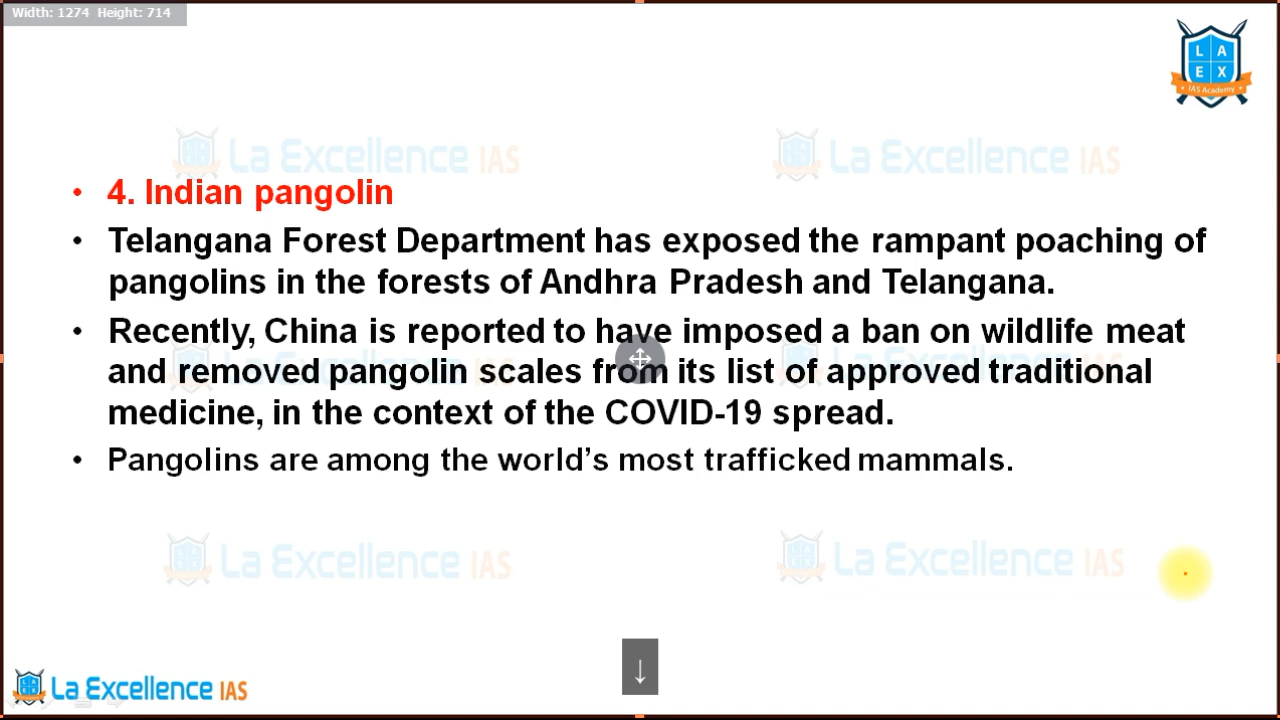 Width: 1274 Height: 714
L A
E X
IAS Academy
La Excellence IAS La Excellence IAS
• 4. Indian pangolin
• Telangana Forest Department has exposed the rampant poaching of
pangolins in the forests of Andhra Pradesh and Telangana.
• Recently, China is reported to have imposed a ban on wildlife meat
and removed pangolin scales from its list of approved traditional
medicine, in the context of the COVID-19 spread.
• Pangolins are among the world’s most trafficked mammals.
La Excellence IAS La Excellence IAS
La Excellence IAS